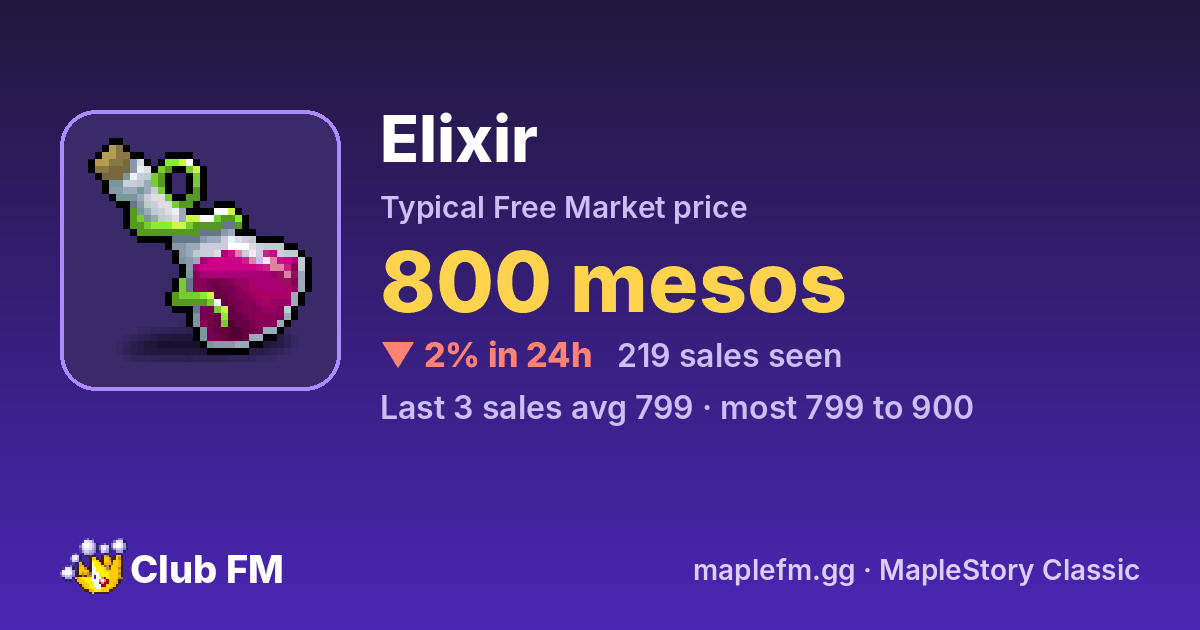 Elixir
Typical Free Market price
800 mesos
▼ 2% in 24h 219 sales seen
Last 3 sales avg 799 · most 799 to 900
Club FM
maplefm.gg · MapleStory Classic